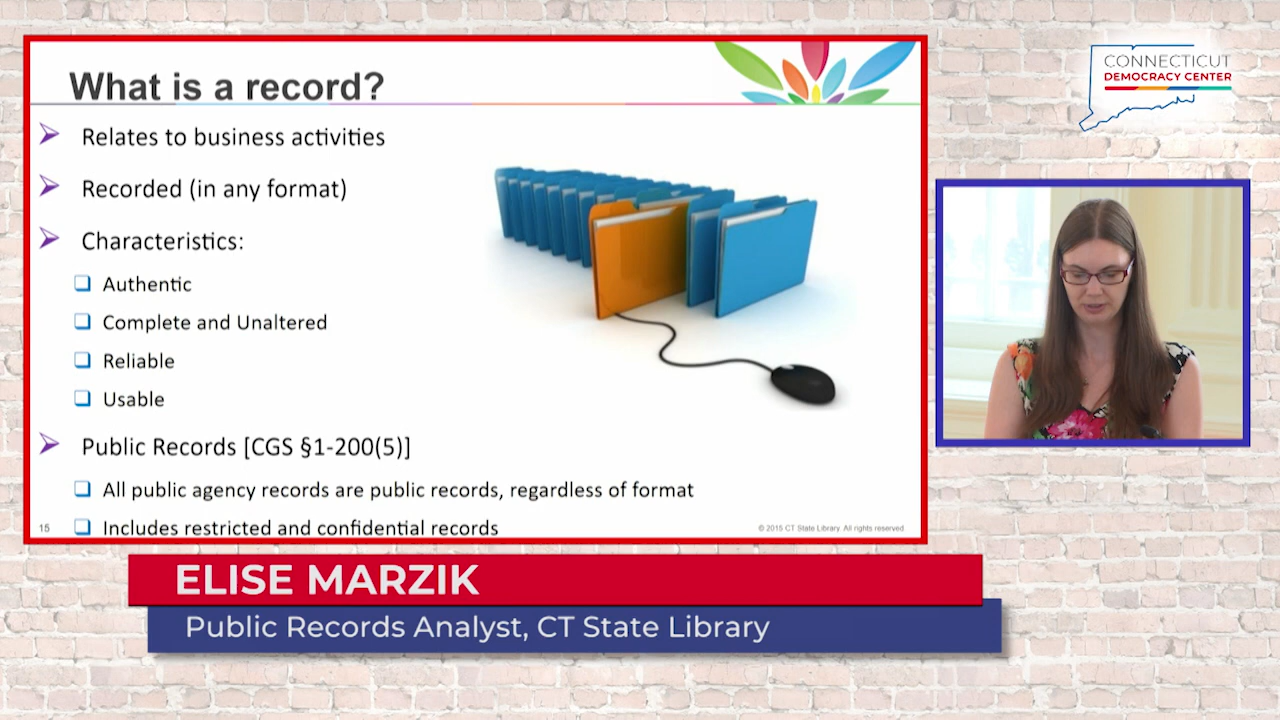 What is a record?
Relates to business activities
Recorded (in any format)
Characteristics:
Authentic
Complete and Unaltered
Reliable
Usable
Public Records [CGS §1-200(5)]
All public agency records are public records, regardless of format
15
Includes restricted and confidential records
© 2015 CT State Library. All rights reserved
CONNECTICUT
DEMOCRACY CENTER
ELISE MARZIK
Public Records Analyst, CT State Library